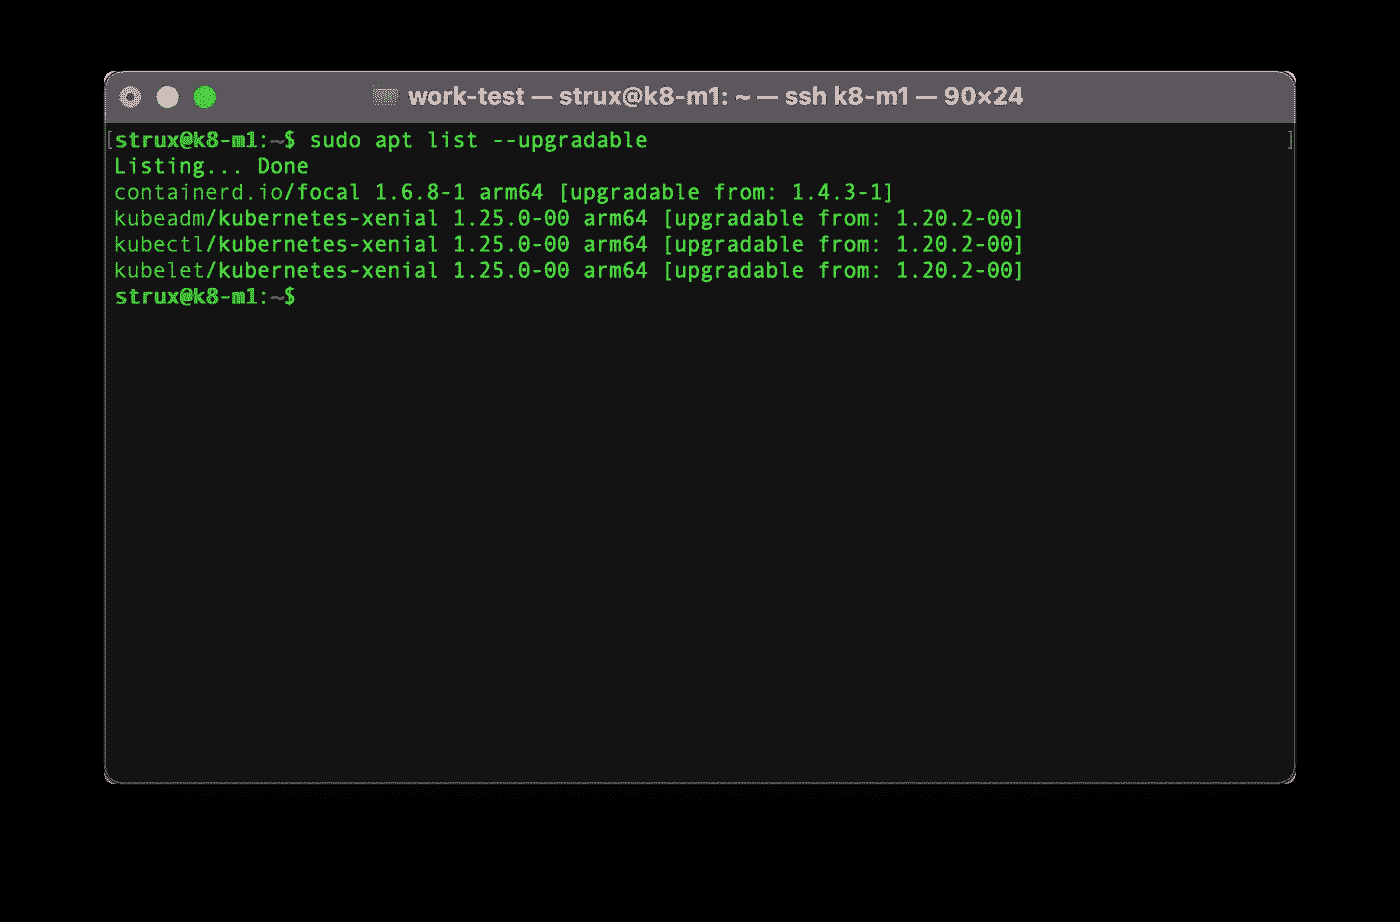 work-test — strux@k8-m1: ~ — ssh k8-m1 — 90×24
[strux@k8-m1:~$ sudo apt list --upgradable ]
Listing... Done
containerd.io/focal 1.6.8-1 arm64 [upgradable from: 1.4.3-1]
kubeadm/kubernetes-xenial 1.25.0-00 arm64 [upgradable from: 1.20.2-00]
kubectl/kubernetes-xenial 1.25.0-00 arm64 [upgradable from: 1.20.2-00]
kubelet/kubernetes-xenial 1.25.0-00 arm64 [upgradable from: 1.20.2-00]
strux@k8-m1:~$